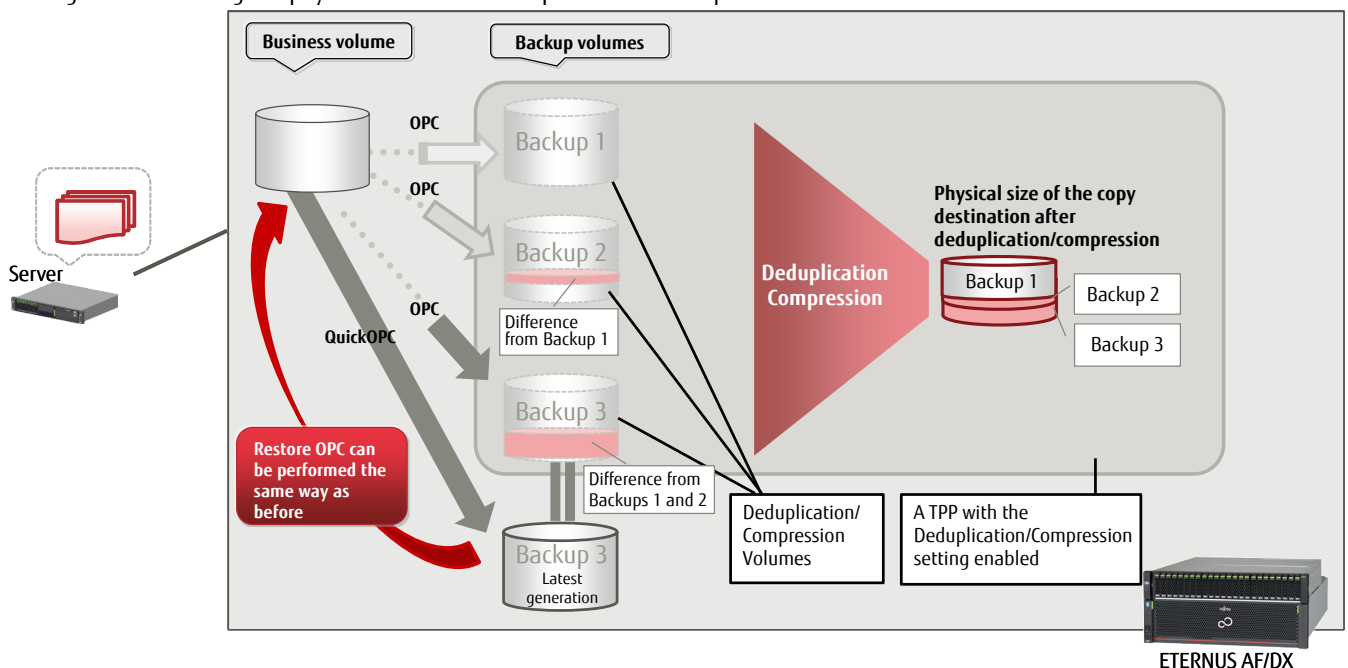 Business volume
Backup volumes
OPC
Backup 1
OPC
Backup 2
Difference
from Backup 1
OPC
QuickOPC
Backup 3
Difference from
Backups 1 and 2
Backup 3
Latest
generation
Restore OPC can
be performed the
same way as
before
Server
Deduplication
Compression
Physical size of the copy
destination after
deduplication/compression
Backup 1
Backup 2
Backup 3
Deduplication/
Compression
Volumes
A TPP with the
Deduplication/Compression
setting enabled
ETERNUS AF/DX